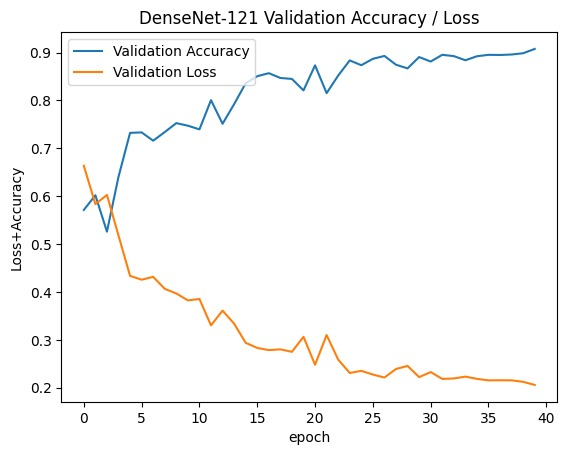 DenseNet-121 Validation Accuracy / Loss
Validation Accuracy
Validation Loss
Loss+Accuracy
0.9
0.8
0.7
0.6
0.5
0.4
0.3
0.2
0 5 10 15 20 25 30 35 40
epoch